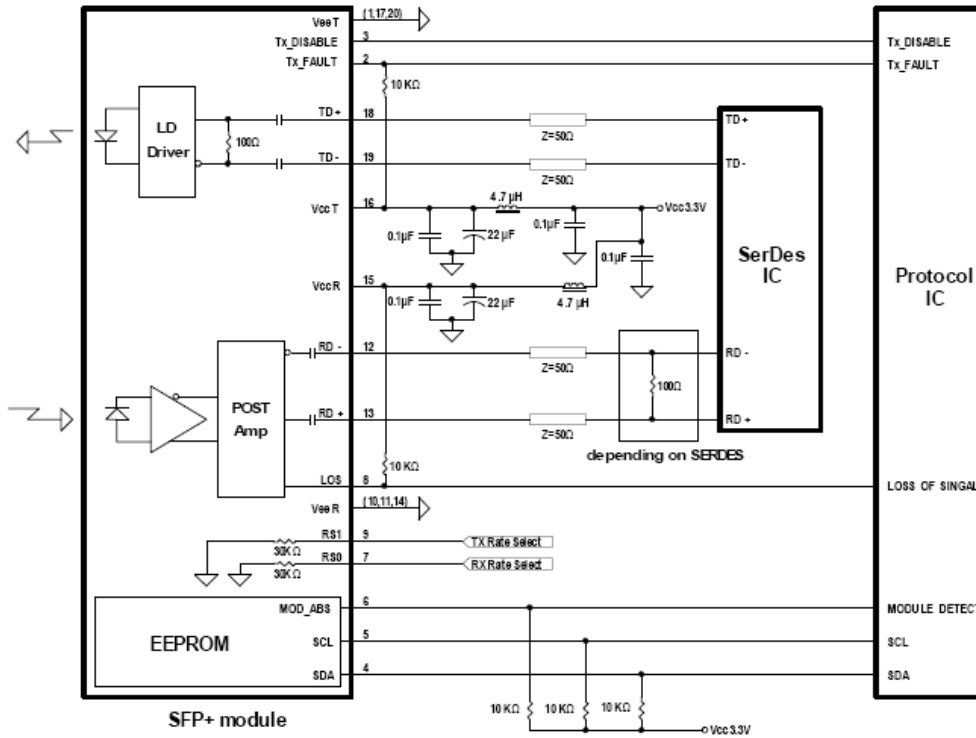 VeeT (1,17,20)
Tx_DISABLE 3 Tx_DISABLE
Tx_FAULT 2 Tx_FAULT
10 KΩ
LD Driver
100Ω
TD+ 18 Z=50Ω TD+
TD- 19 Z=50Ω TD-
VccT 16 4.7 µH Vcc3.3V
0.1µF 22 µF 0.1µF
0.1µF
SerDes IC
Protocol IC
VccR 15
0.1µF 22 µF 4.7 µH
RD - 12 Z=50Ω RD -
100Ω
POST Amp
RD + 13 Z=50Ω RD +
depending on SERDES
10 KΩ
LOS 8 LOSS OF SINGAL
VeeR (10,11,14)
RS1 9 TX Rate Select
30KΩ
RS0 7 RX Rate Select
30KΩ
EEPROM
MOD_ABS 6 MODULE DETECT
SCL 5 SCL
SDA 4 SDA
10 KΩ 10 KΩ 10 KΩ
Vcc3.3V
SFP+ module